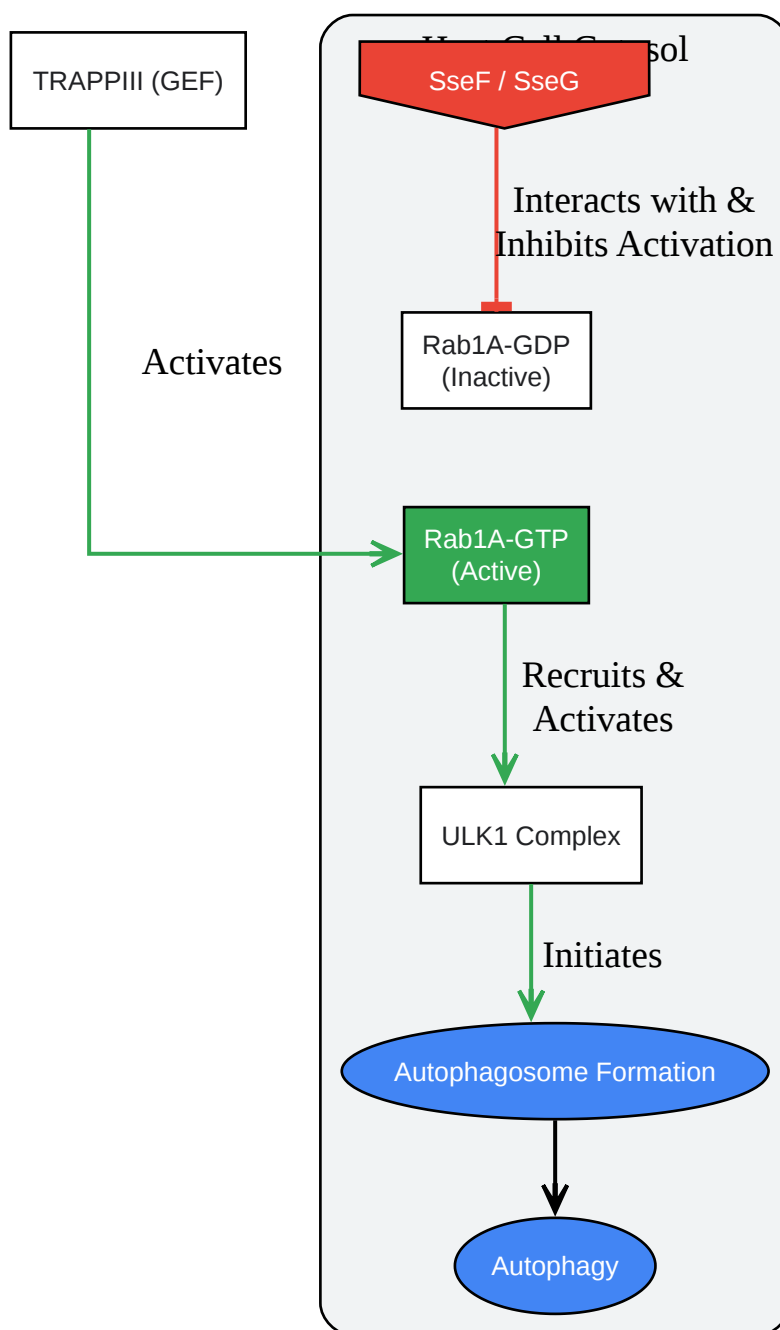 TRAPPIII (GEF)
SseF / SseG
Interacts with &
Inhibits Activation
Rab1A-GDP
(Inactive)
Activates
Rab1A-GTP
(Active)
Recruits &
Activates
ULK1 Complex
Initiates
Autophagosome Formation
Autophagy